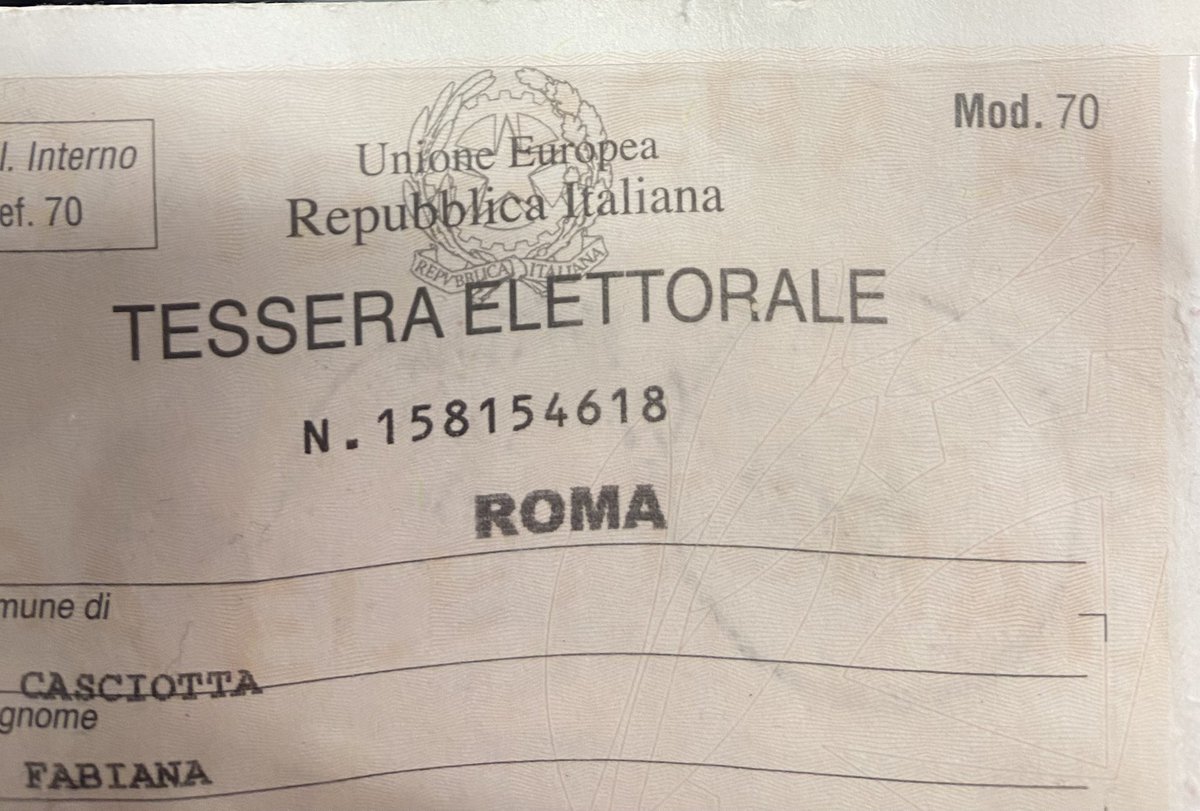 l. Interno
ef. 70
Mod. 70
Unione Europea
Repubblica Italiana
REPVBBLICA ITALIANA
TESSERA ELETTORALE
N.158154618
ROMA
mune di
CASCIOTTA
gnome
FABIANA